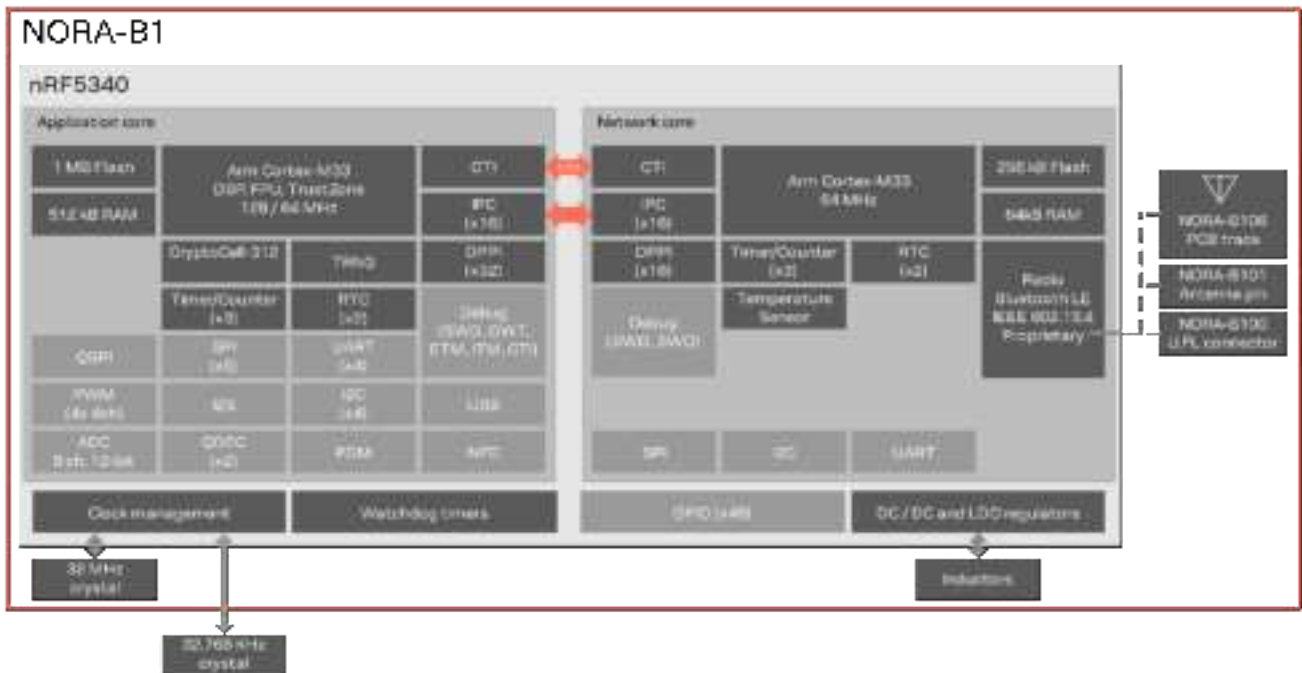 NORA-B1
nRF5340
Application core
Network core
1 MB Flash
Arm Cortex-M33
DSP, FPU, TrustZone
128 / 64 MHz
CTI
CTI
Arm Cortex-M33
64 MHz
256 kB Flash
512 kB RAM
IPC
(x16)
IPC
(x16)
64kB RAM
CryptoCell-312
TRNG
DPPI
(x32)
DPPI
(x16)
Timer/Counter
(x3)
RTC
(x2)
Radio
Bluetooth LE
IEEE 802.15.4
Proprietary
Timer/Counter
(x3)
RTC
(x2)
Debug
(SWD, DWT,
ETM, ITM, CTI)
Debug
(SWD, SWO)
Temperature
Sensor
QSPI
SPI
(x5)
UART
(x4)
PWM
I2S
I2C
(x4)
USB
ADC
8 ch, 12-bit
QDEC
(x2)
PDM
NFC
SPI
I2C
UART
Clock management
Watchdog timers
GPIO (x48)
DC / DC and LDO regulators
32 MHz
crystal
Inductors
32.768 KHz
crystal
NORA-B106
PCB trace
NORA-B101
Antenna pin
NORA-B100
U.FL connector